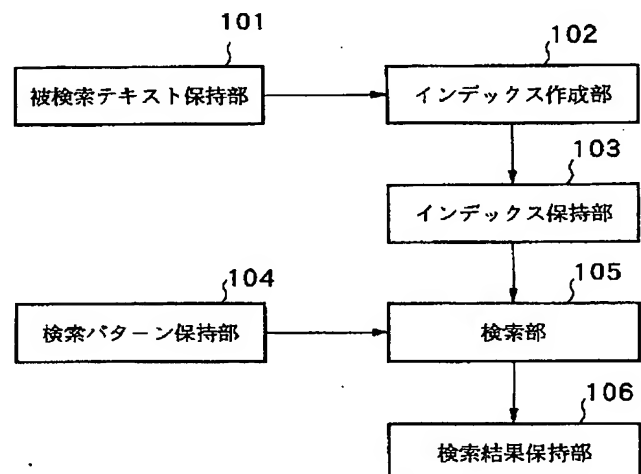 101
被検索テキスト保持部
102
インデックス作成部
103
インデックス保持部
104
検索パターン保持部
105
検索部
106
検索結果保持部